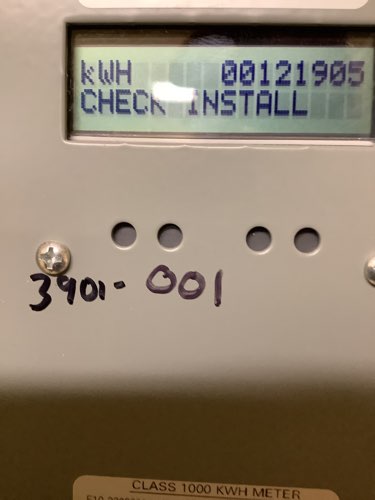 kWH 00121905
CHECK INSTALL
3901- 001
CLASS 1000 KWH METER